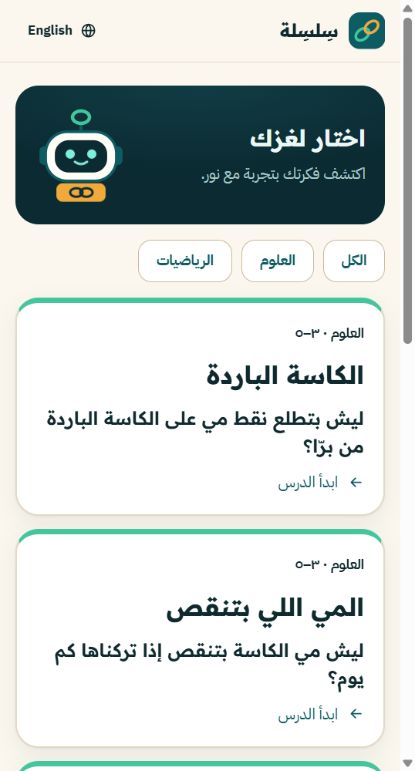 سِلسِلة
English
اختار لغزك
اكتشف فكرتك بتجربة مع نور.
الكل
العلوم
الرياضيات
العلوم · ٣–٥
الكاسة الباردة
ليش بتطلع نقط مي على الكاسة الباردة
من برّا؟
ابدأ الدرس ←
العلوم · ٣–٥
المي اللي بتنقص
ليش مي الكاسة بتنقص إذا تركناها كم
يوم؟
ابدأ الدرس ←